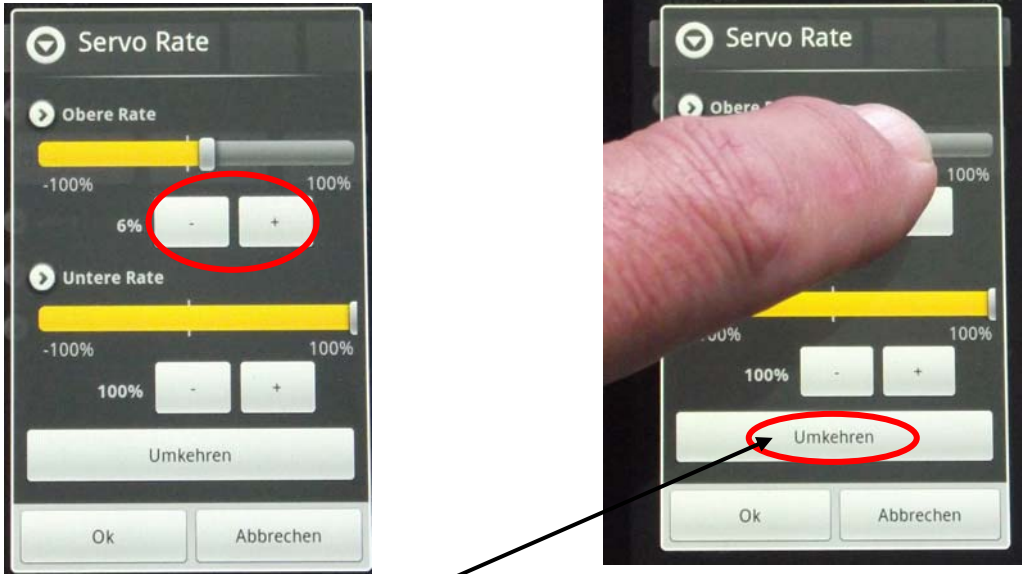 Servo Rate
Obere Rate
-100% 100%
6% - +
Untere Rate
-100% 100%
100% - +
Umkehren
Ok Abbrechen
Servo Rate
Obere
100%
100%
100% - +
Umkehren
Ok Abbrechen